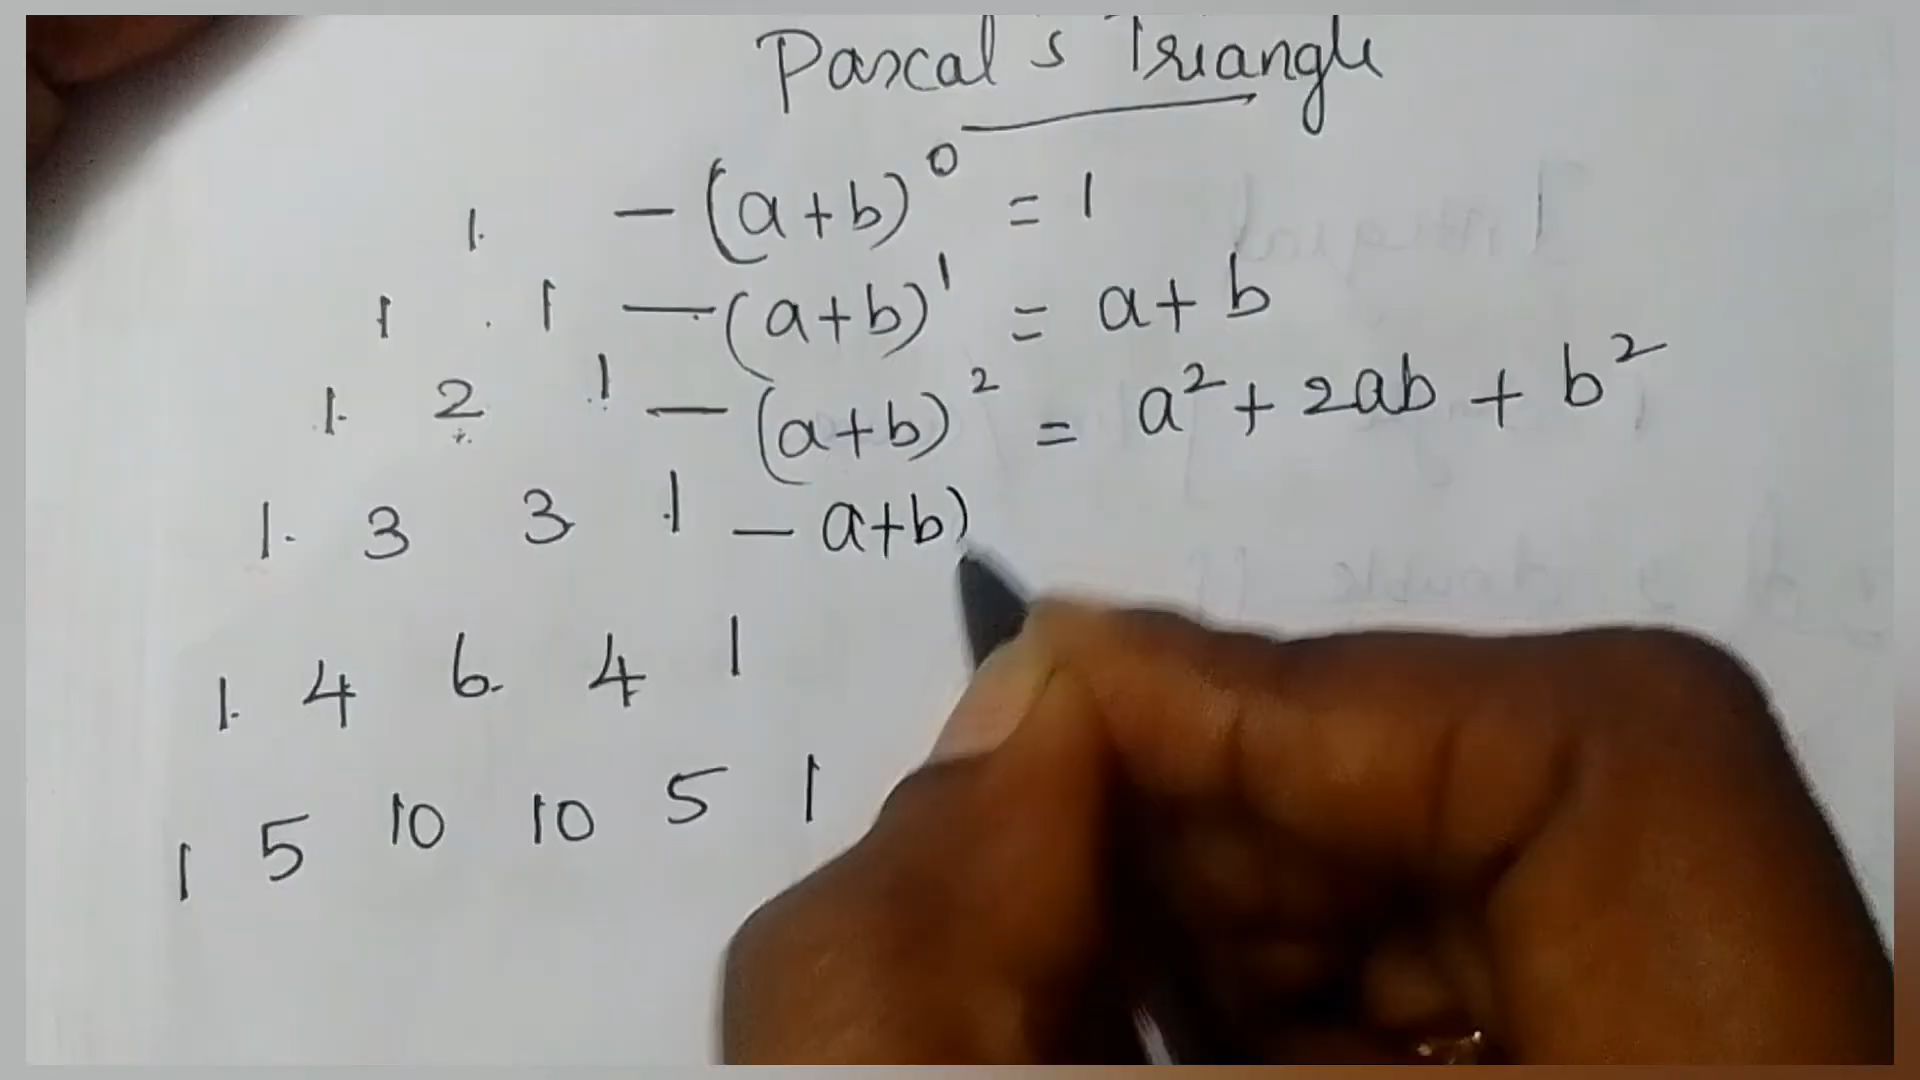 Pascal's Triangle
1 - (a+b)⁰ = 1
1 1 - (a+b)¹ = a+b
1 2 1 - (a+b)² = a² + 2ab + b²
1 3 3 1 - a+b)
1 4 6 4 1
1 5 10 10 5 1